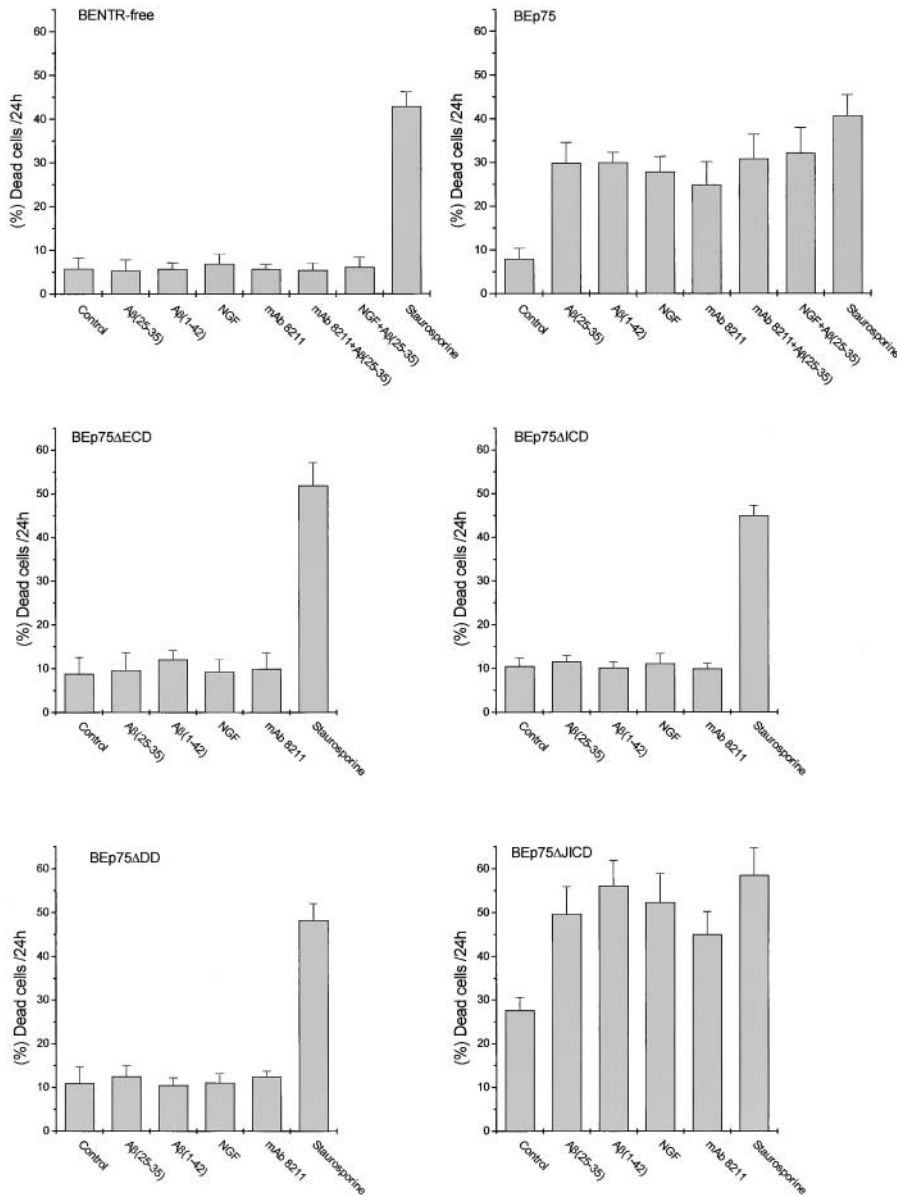 BENTR-free
(%) Dead cells /24h
60
50
40
30
20
10
0
Control
Aβ(25-35)
Aβ(1-42)
NGF
mAb 8211
mAb 8211+Aβ(25-35)
NGF+Aβ(25-35)
Staurosporine
BEp75
(%) Dead cells /24h
60
50
40
30
20
10
0
Control
Aβ(25-35)
Aβ(1-42)
NGF
mAb 8211
mAb 8211+Aβ(25-35)
NGF+Aβ(25-35)
Staurosporine
BEp75ΔECD
(%) Dead cells /24h
60
50
40
30
20
10
0
Control
Aβ(25-35)
Aβ(1-42)
NGF
mAb 8211
Staurosporine
BEp75ΔICD
(%) Dead cells /24h
60
50
40
30
20
10
0
Control
Aβ(25-35)
Aβ(1-42)
NGF
mAb 8211
Staurosporine
BEp75ΔDD
(%) Dead cells /24h
60
50
40
30
20
10
0
Control
Aβ(25-35)
Aβ(1-42)
NGF
mAb 8211
Staurosporine
BEp75ΔJICD
(%) Dead cells /24h
60
50
40
30
20
10
0
Control
Aβ(25-35)
Aβ(1-42)
NGF
mAb 8211
Staurosporine